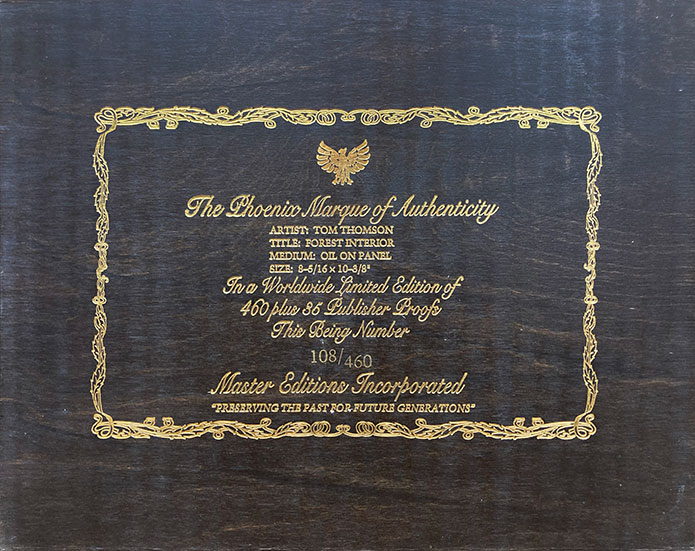 The Phoenix Marque of Authenticity
ARTIST: TOM THOMSON
TITLE: FOREST INTERIOR
MEDIUM: OIL ON PANEL
SIZE: 8-5/16 x 10-3/8"
In a Worldwide Limited Edition of
460 plus 35 Publisher Proofs
This Being Number
108/460
Master Editions Incorporated
"PRESERVING THE PAST FOR FUTURE GENERATIONS"